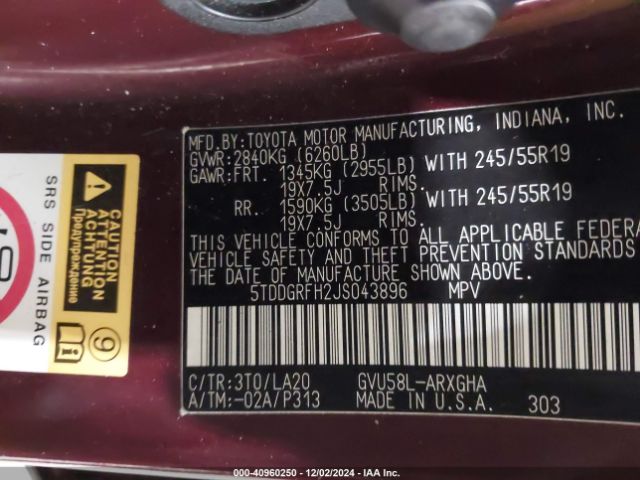 MFD.BY:TOYOTA MOTOR MANUFACTURING, INDIANA, INC.
GVWR:2840KG (6260LB)
GAWR:FRT. 1345KG (2955LB) WITH 245/55R19
19X7.5J RIMS.
RR. 1590KG (3505LB) WITH 245/55R19
19X7.5J RIMS.
THIS VEHICLE CONFORMS TO ALL APPLICABLE FEDERA
VEHICLE SAFETY AND THEFT PREVENTION STANDARDS
THE DATE OF MANUFACTURE SHOWN ABOVE.
5TDDGRFH2JS043896 MPV
C/TR:3T0/LA20 GVU58L-ARXGHA
A/TM:-02A/P313 MADE IN U.S.A. 303
SRS SIDE AIRBAG
ATTENTION
ACHTUNG
Предупреждение
9
000-40960250 - 12/02/2024 - IAA Inc.